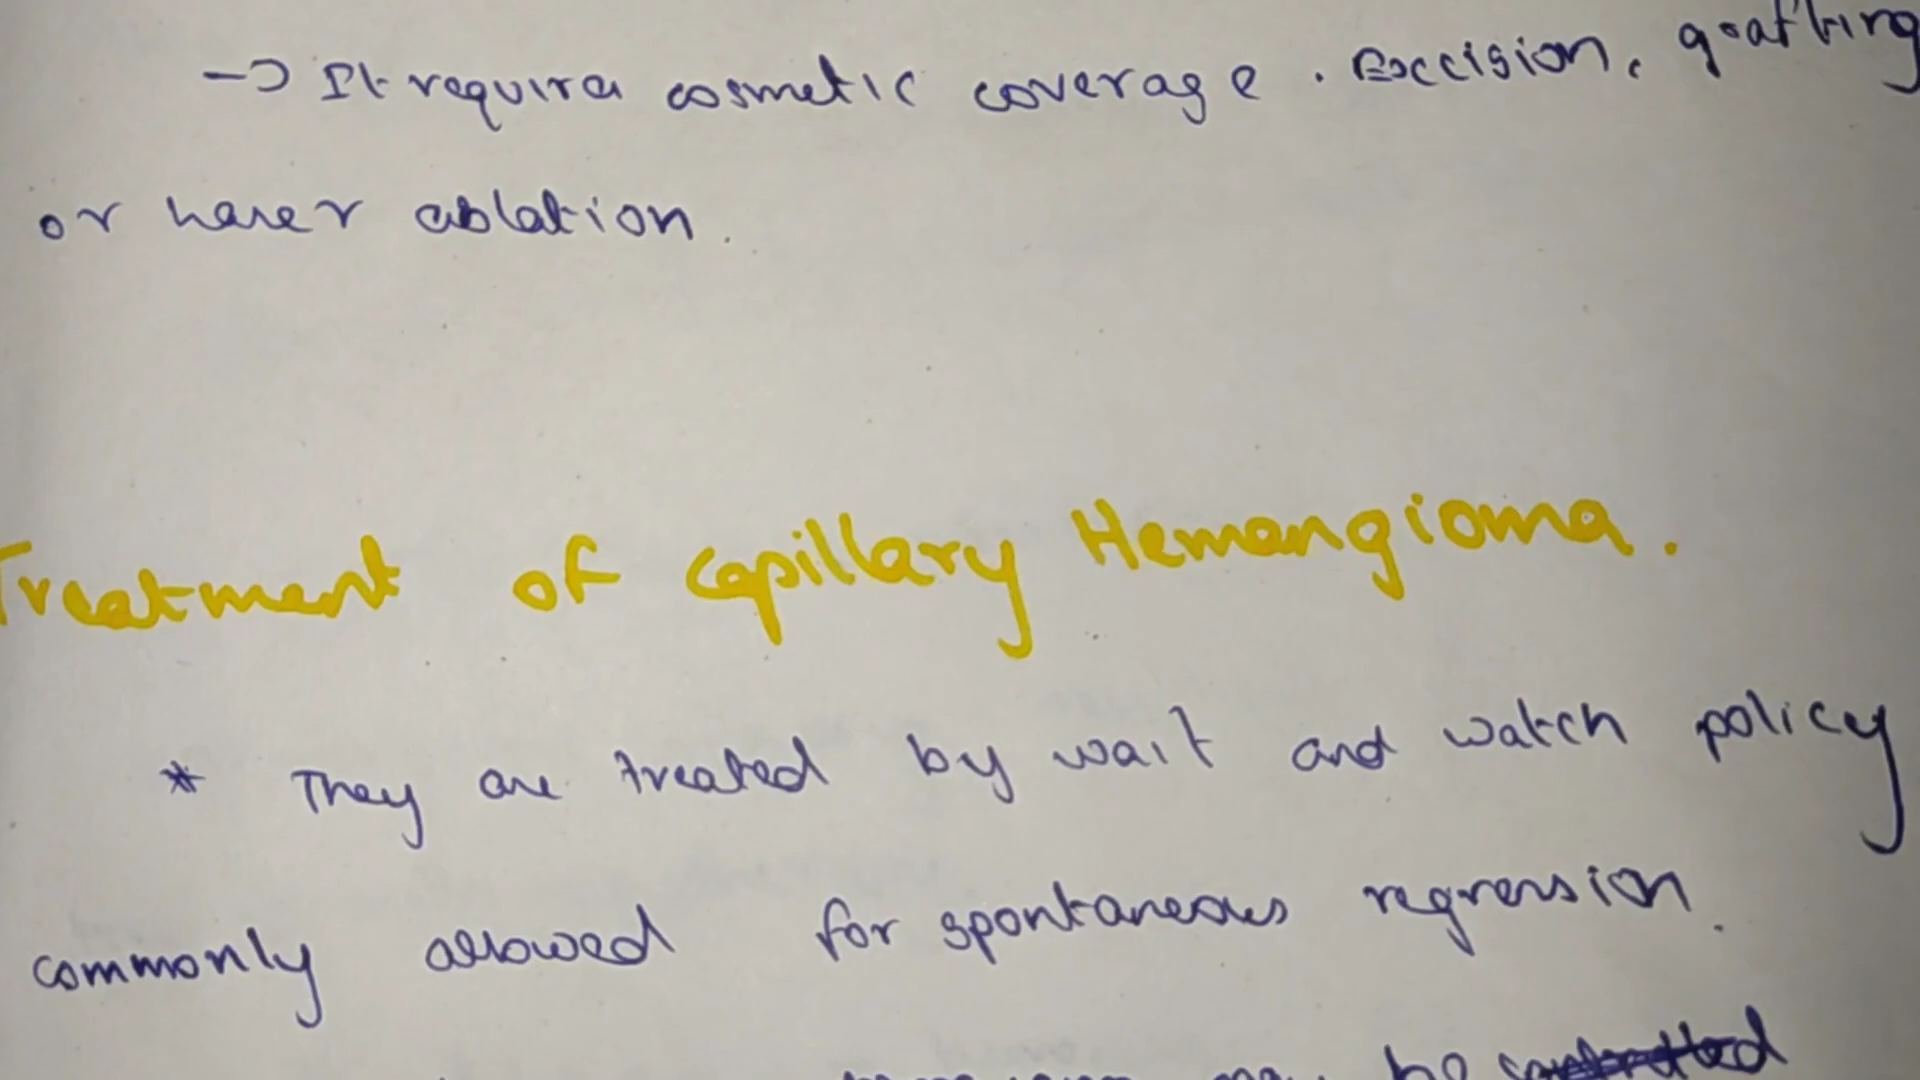 → It requires cosmetic coverage. Excision, grafting
or laser ablation.
Treatment of capillary Hemangioma.
* They are treated by wait and watch policy
commonly allowed for spontaneous regression.
be